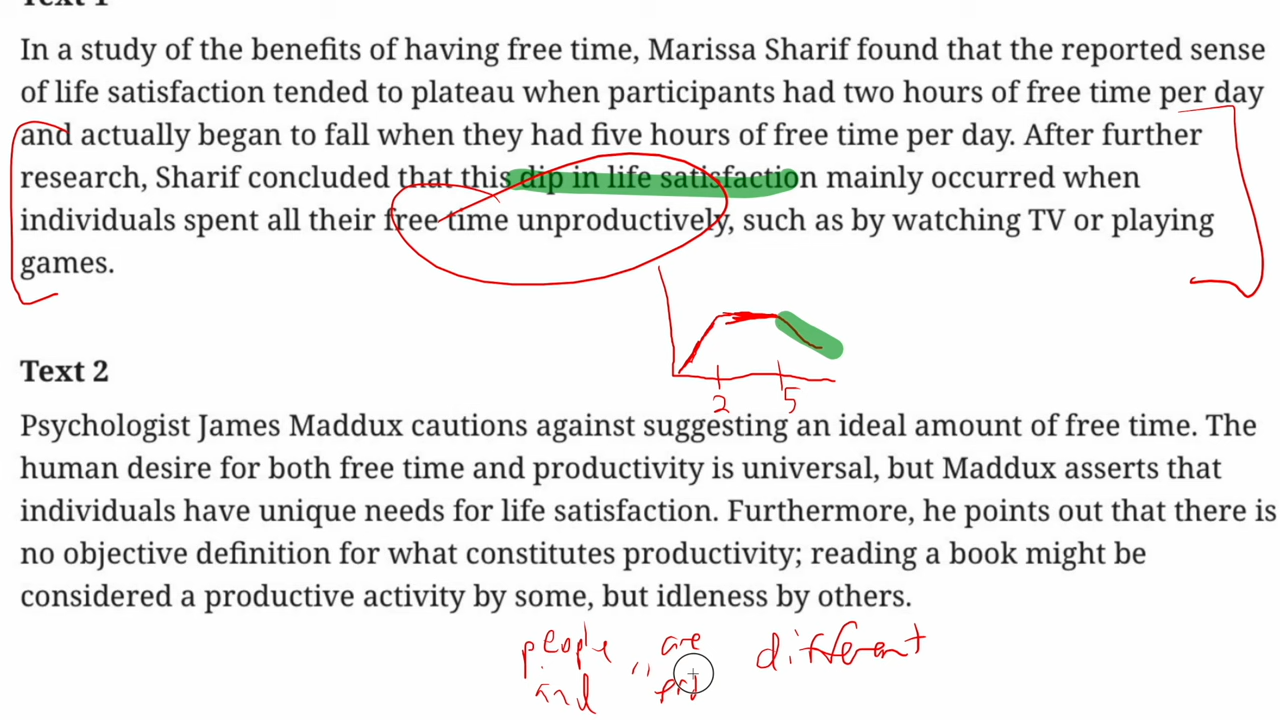 Text 1
In a study of the benefits of having free time, Marissa Sharif found that the reported sense
of life satisfaction tended to plateau when participants had two hours of free time per day
and actually began to fall when they had five hours of free time per day. After further
research, Sharif concluded that this dip in life satisfaction mainly occurred when
individuals spent all their free time unproductively, such as by watching TV or playing
games.
2 5
Text 2
Psychologist James Maddux cautions against suggesting an ideal amount of free time. The
human desire for both free time and productivity is universal, but Maddux asserts that
individuals have unique needs for life satisfaction. Furthermore, he points out that there is
no objective definition for what constitutes productivity; reading a book might be
considered a productive activity by some, but idleness by others.
people are different
and